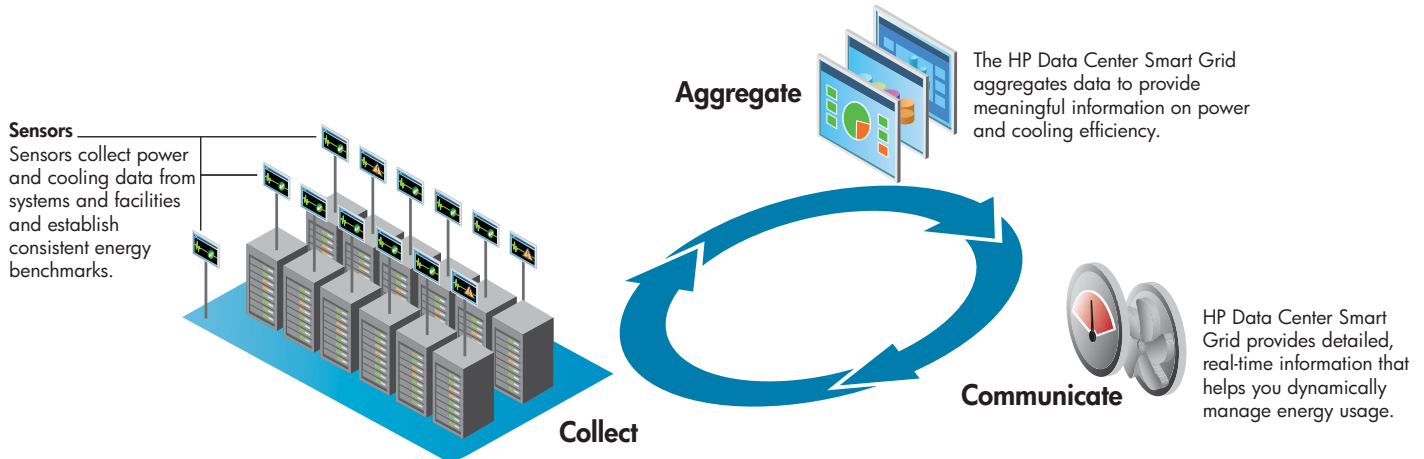 Sensors
Sensors collect power
and cooling data from
systems and facilities
and establish
consistent energy
benchmarks.
Collect
Aggregate
The HP Data Center Smart Grid
aggregates data to provide
meaningful information on power
and cooling efficiency.
Communicate
HP Data Center Smart
Grid provides detailed,
real-time information that
helps you dynamically
manage energy usage.